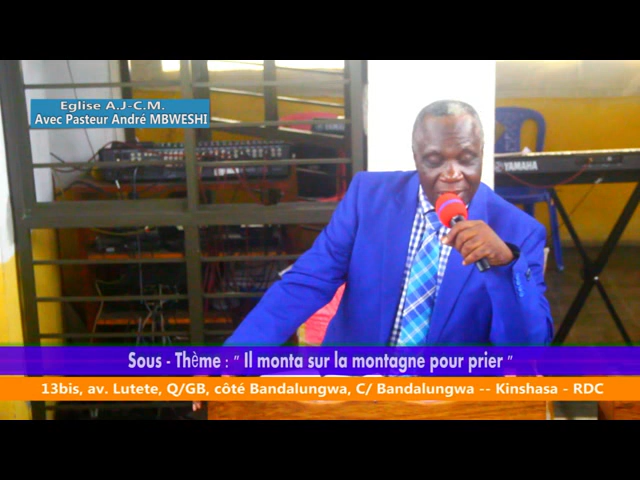 Eglise A.J-C.M.
Avec Pasteur André MBWESHI
YAMAHA
Sous - Thème : " Il monta sur la montagne pour prier "
13bis, av. Lutete, Q/GB, côté Bandalungwa, C/ Bandalungwa -- Kinshasa - RDC